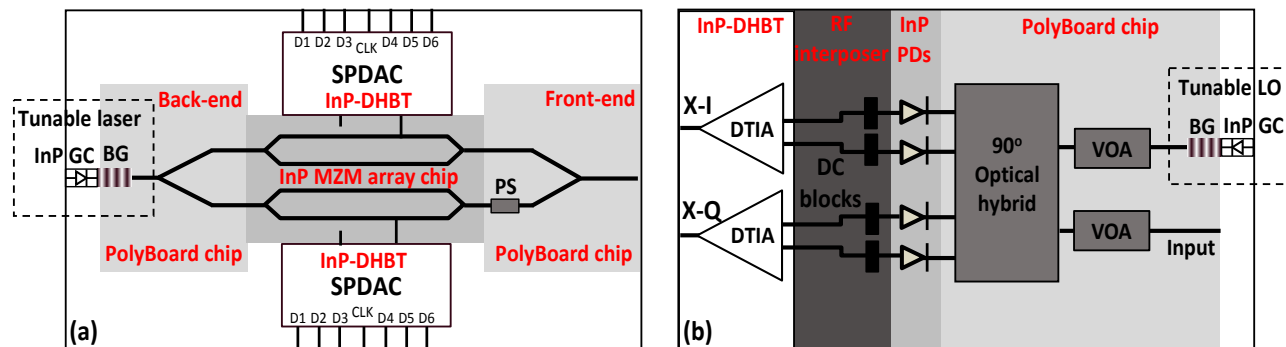 D1 D2 D3 CLK D4 D5 D6
SPDAC
InP-DHBT
Back-end
Front-end
Tunable laser
InP GC BG
InP MZM array chip
PS
PolyBoard chip
PolyBoard chip
InP-DHBT
SPDAC
D1 D2 D3 CLK D4 D5 D6
(a)
InP-DHBT
RF
interposer
InP
PDs
PolyBoard chip
Tunable LO
BG InP GC
X-I
DTIA
DC
blocks
90º
Optical
hybrid
VOA
X-Q
DTIA
VOA
Input
(b)